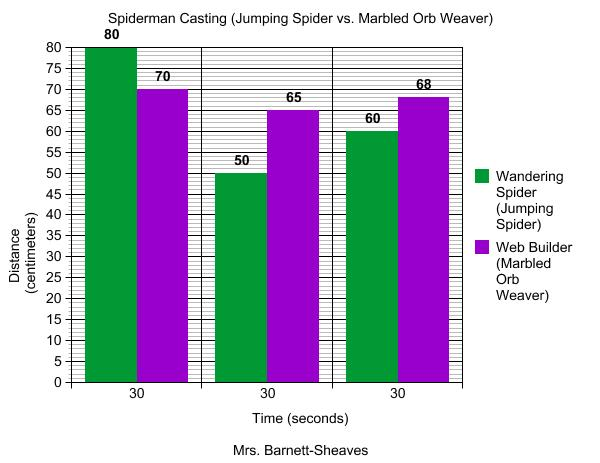 Spiderman Casting (Jumping Spider vs. Marbled Orb Weaver)
80
75
70
65
60
55
50
45
40
35
30
25
20
15
10
5
0
Distance
(centimeters)
80
70
50
65
60
68
30
30
30
Time (seconds)
Mrs. Barnett-Sheaves
Wandering
Spider
(Jumping
Spider)
Web Builder
(Marbled
Orb
Weaver)